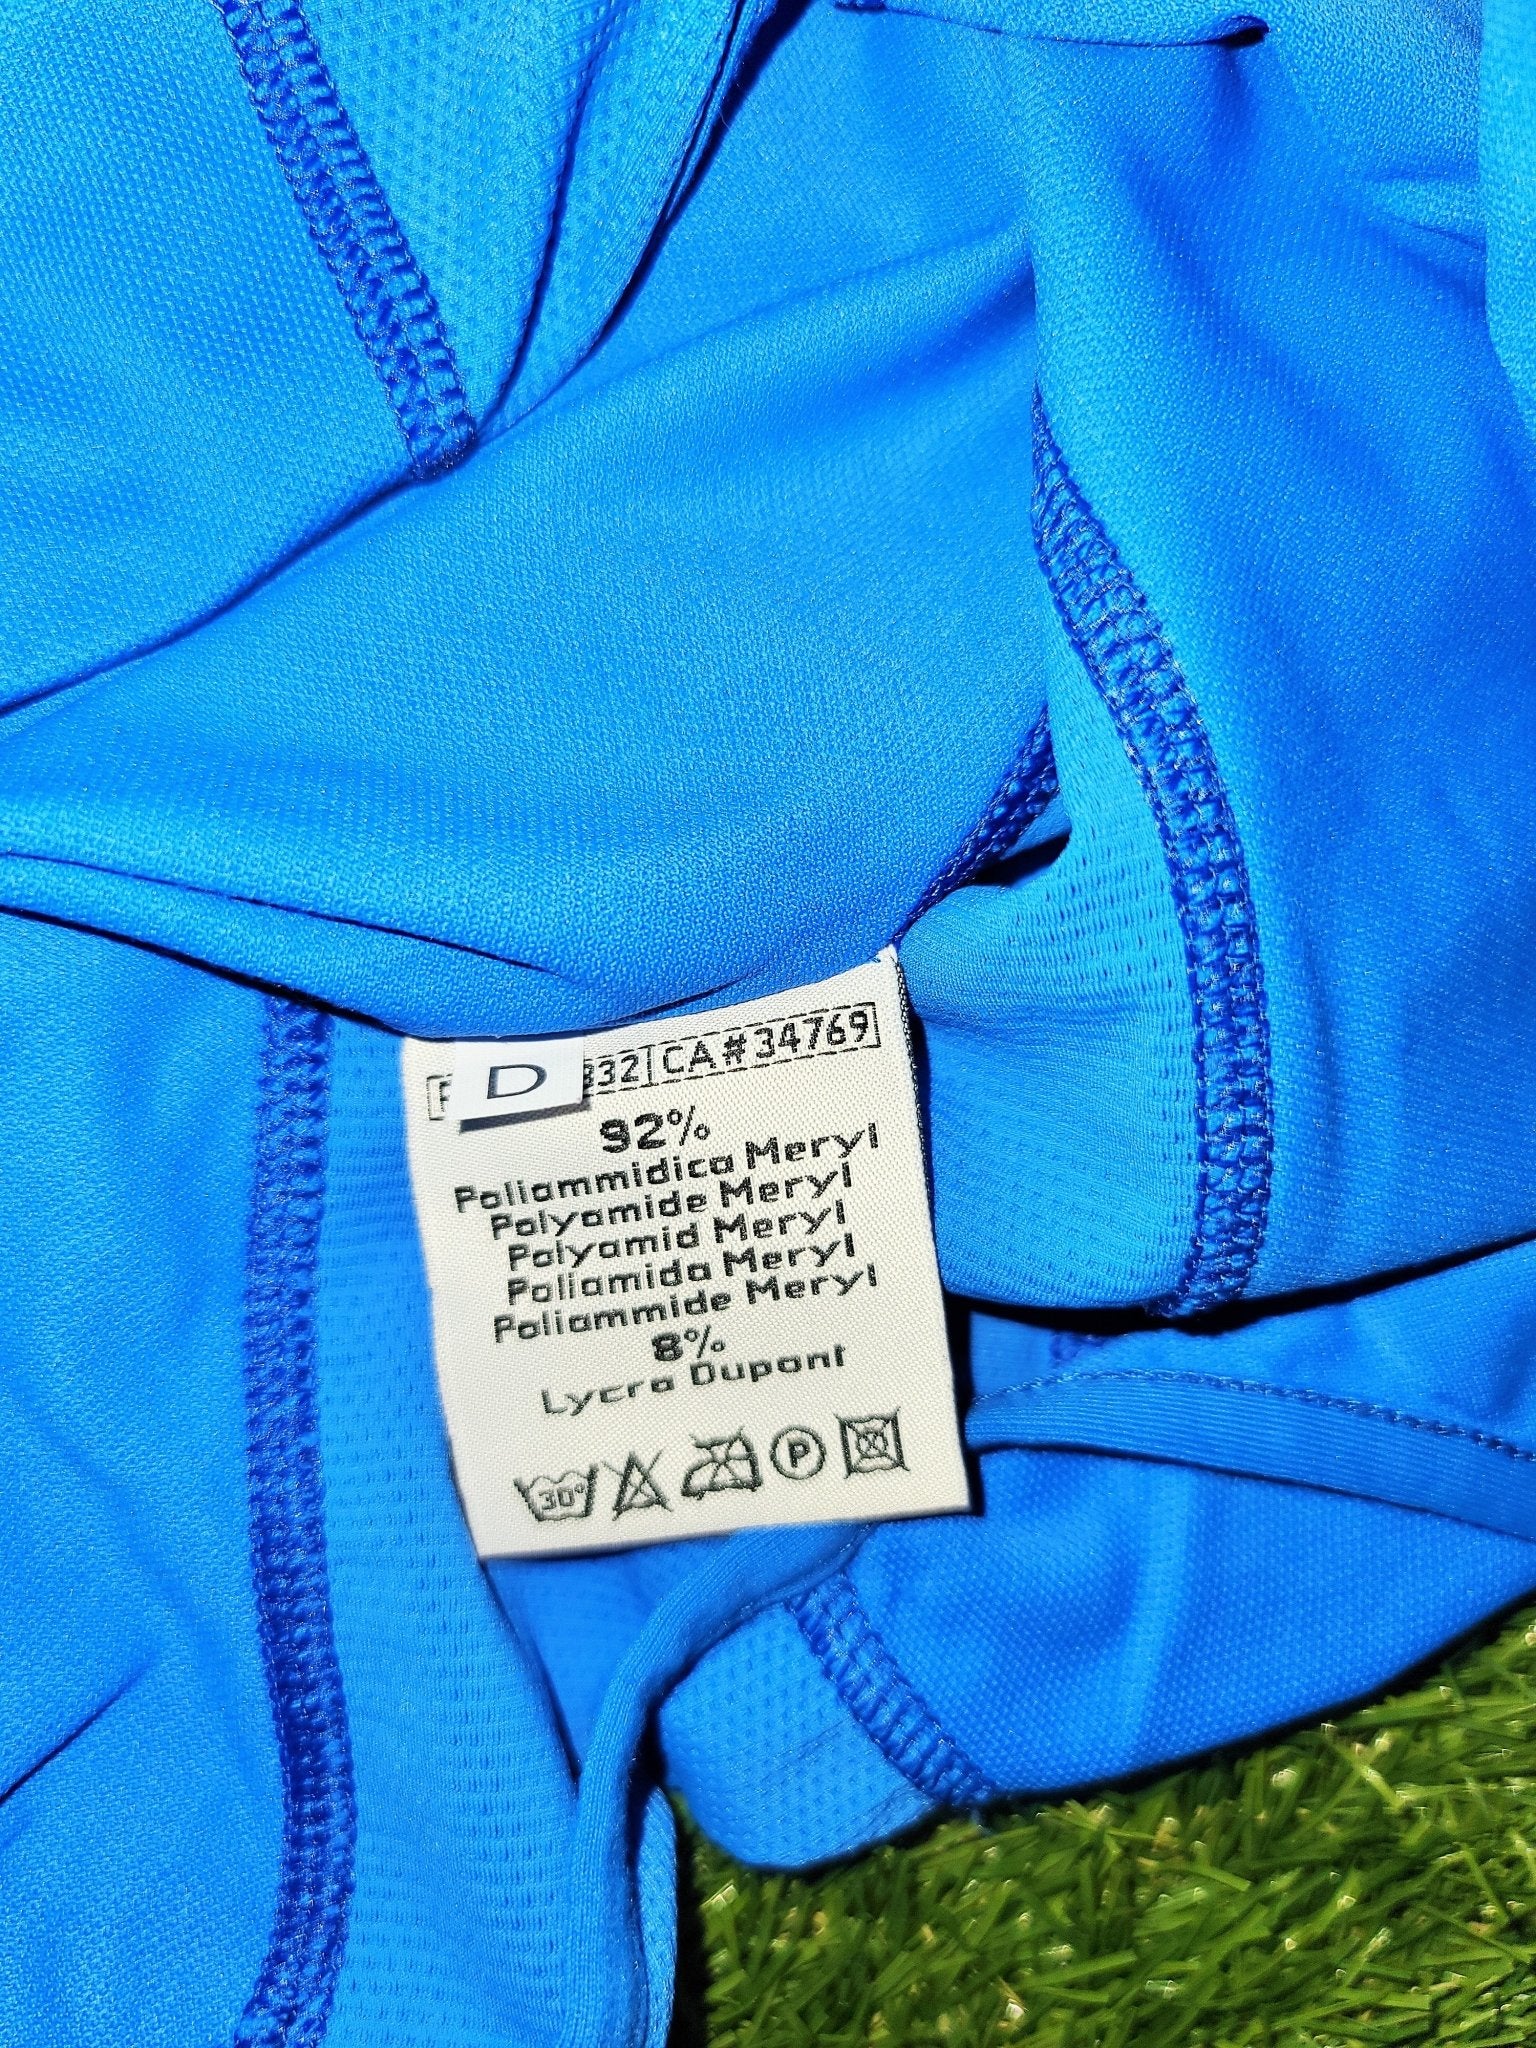 D 332 CA#34769
92%
Poliammidica Meryl
Polyamide Meryl
Polyamid Meryl
Poliamida Meryl
Poliammide Meryl
8%
Lycra Dupont
30° P